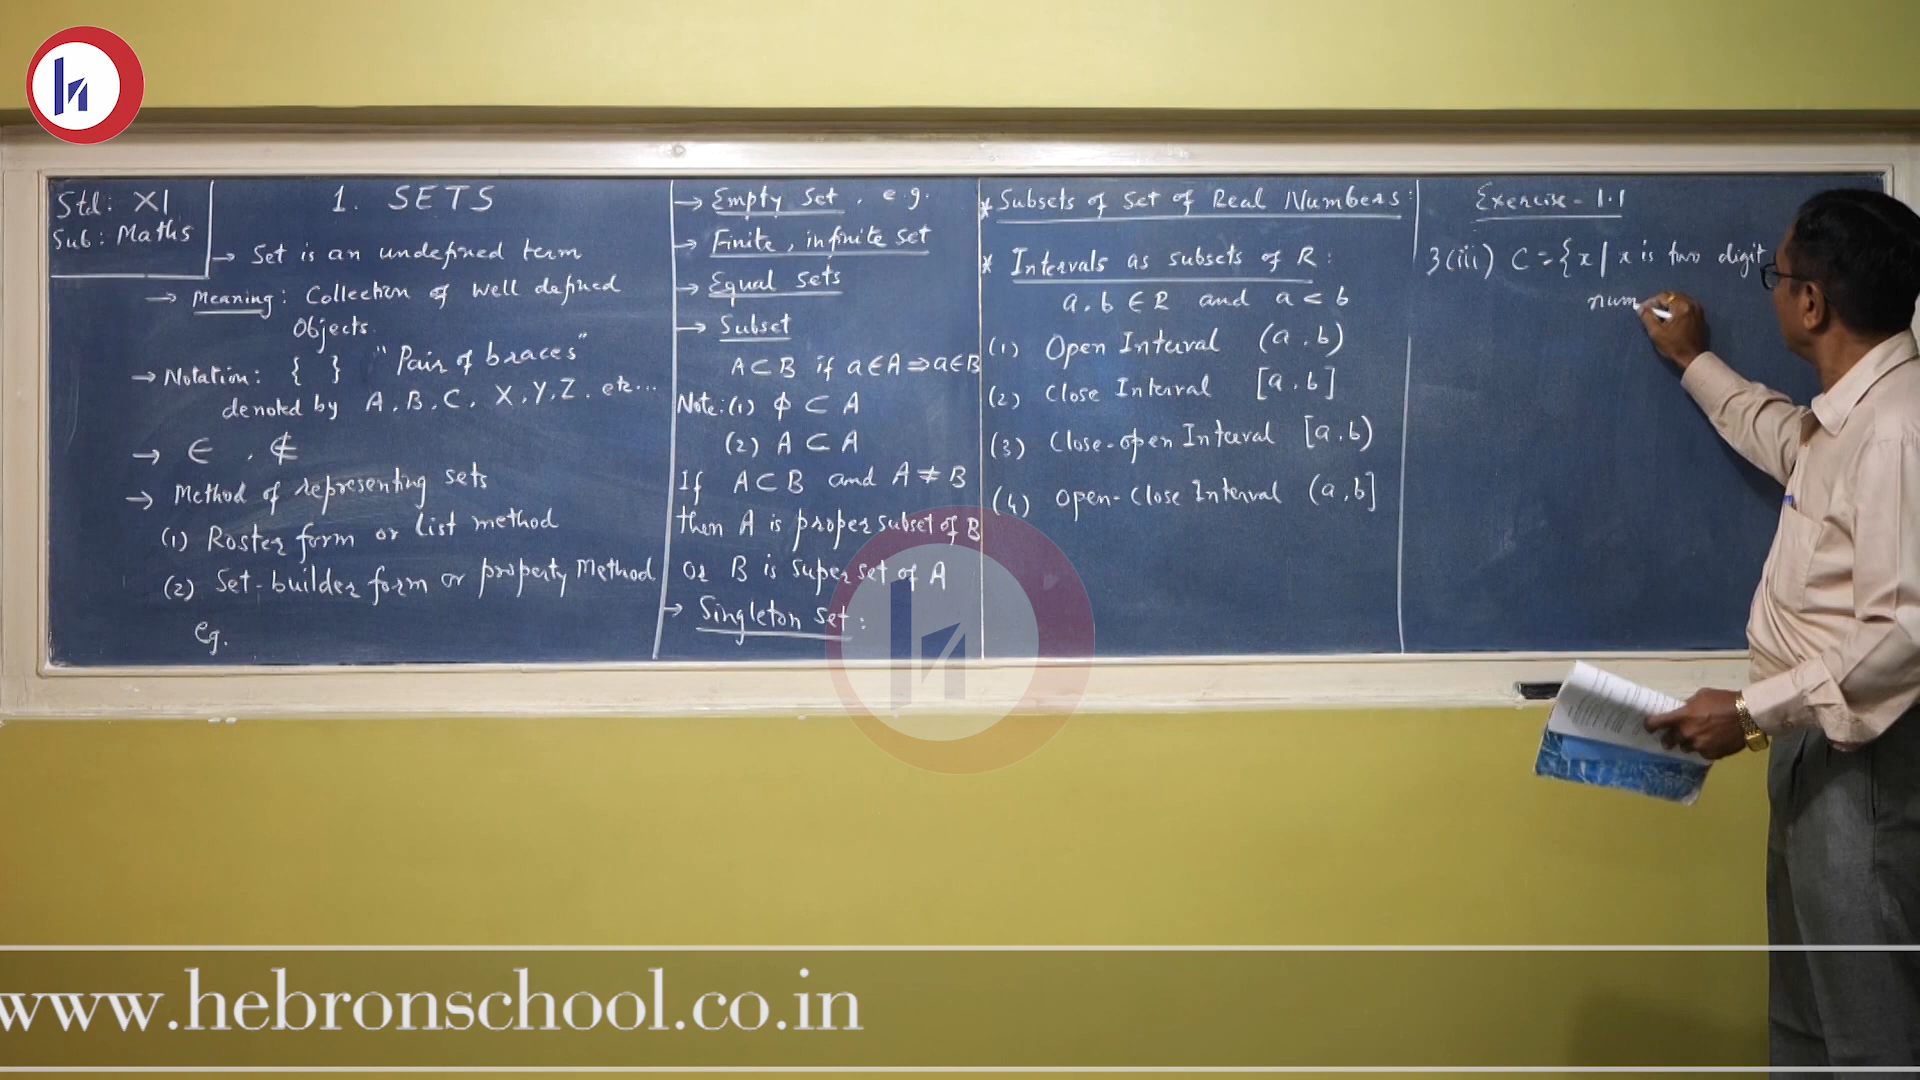 Std: XI
Sub: Maths
1. SETS
→ Set is an undefined term
→ Meaning: Collection of well defined
Objects.
→ Notation: { } "Pair of braces"
denoted by A, B, C, X, Y, Z, etc...
→ ∈ , ∉
→ Method of representing sets
(1) Roster form or List method
(2) Set-builder form or property Method
eg.
→ Empty set, e.g.
→ Finite, infinite set
→ Equal sets
→ Subset
A⊂B if a∈A⇒a∈B
Note: (1) ϕ ⊂ A
(2) A ⊂ A
If A⊂B and A≠B
then A is proper subset of B
or B is super set of A
→ Singleton set:
* Subsets of set of Real Numbers:
* Intervals as subsets of R:
a, b ∈ R and a < b
(1) Open Interval (a, b)
(2) Close Interval [a, b]
(3) Close-open Interval [a, b)
(4) Open-Close Interval (a, b]
Exercise - 1.1
3(iii) C = {x | x is two digit
num
www.hebronschool.co.in